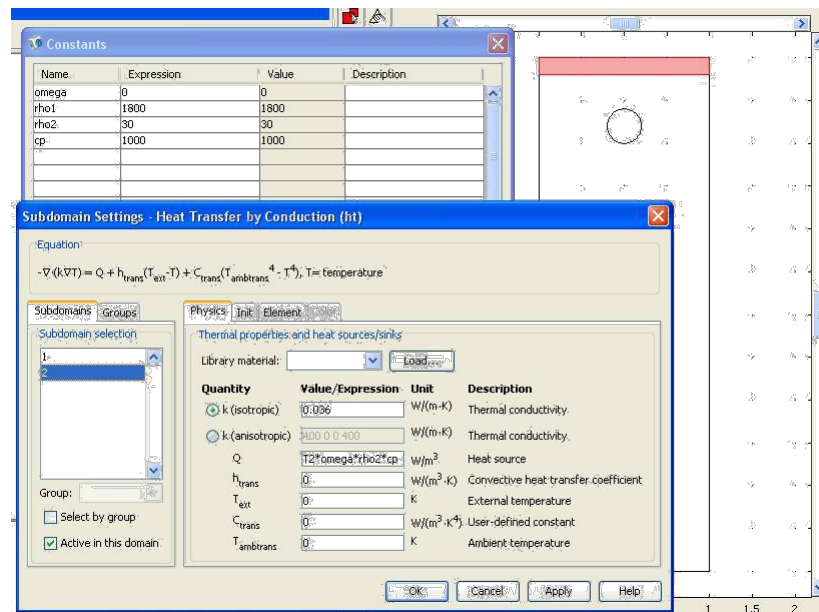 Constants
Name Expression Value Description
omega 0 0
rho1 1800 1800
rho2 30 30
cp 1000 1000
Subdomain Settings - Heat Transfer by Conduction (ht)
Equation
-∇·(k∇T) = Q + h_trans(T_ext-T) + C_trans(T_ambtrans^4 - T^4), T= temperature
Subdomains Groups
Physics Init Element Color
Subdomain selection
1
2
Group:
Select by group
Active in this domain
Thermal properties and heat sources/sinks
Library material: Load...
Quantity Value/Expression Unit Description
k (isotropic) 0.036 W/(m·K) Thermal conductivity
k (anisotropic) 400 0 0 400 W/(m·K) Thermal conductivity
Q T2*omega*rho2*cp W/m³ Heat source
h_trans 0 W/(m³·K) Convective heat transfer coefficient
T_ext 0 K External temperature
C_trans 0 W/(m³·K⁴) User-defined constant
T_ambtrans 0 K Ambient temperature
OK Cancel Apply Help
1 1.5 2